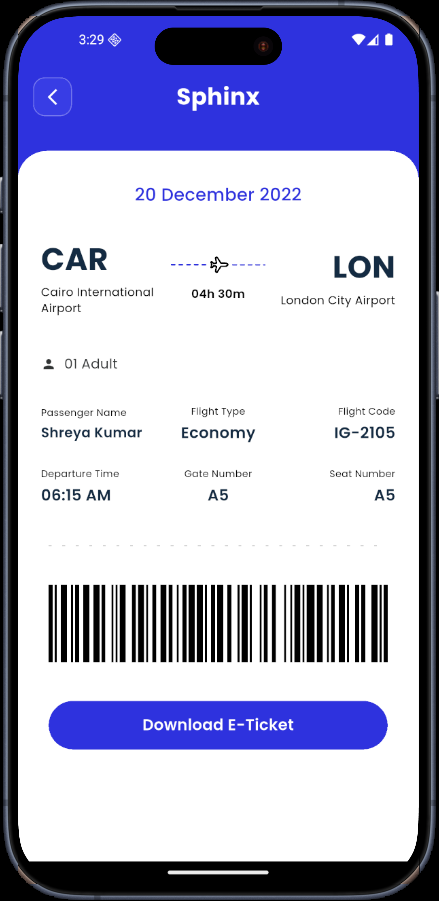 3:29
Sphinx
20 December 2022
CAR
LON
Cairo International
Airport
04h 30m
London City Airport
01 Adult
Passenger Name
Flight Type
Flight Code
Shreya Kumar
Economy
IG-2105
Departure Time
Gate Number
Seat Number
06:15 AM
A5
A5
Download E-Ticket